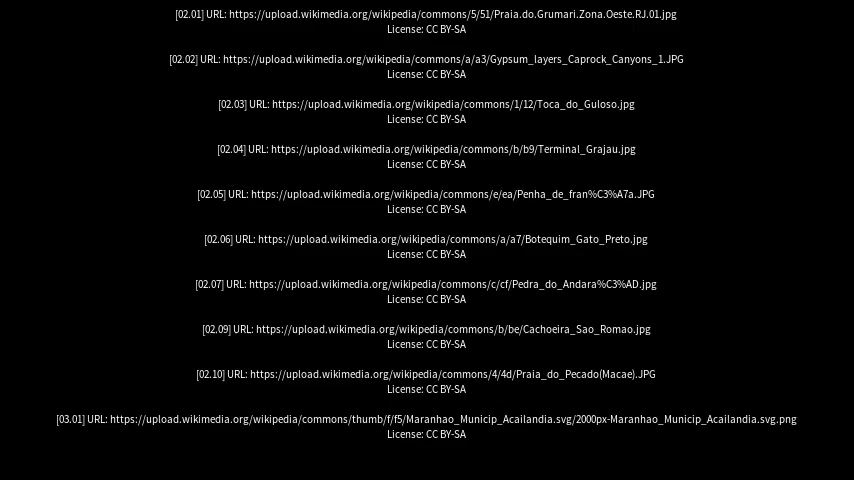 [02.01] URL: https://upload.wikimedia.org/wikipedia/commons/5/51/Praia.do.Grumari.Zona.Oeste.RJ.01.jpg
License: CC BY-SA
[02.02] URL: https://upload.wikimedia.org/wikipedia/commons/a/a3/Gypsum_layers_Caprock_Canyons_1.JPG
License: CC BY-SA
[02.03] URL: https://upload.wikimedia.org/wikipedia/commons/1/12/Toca_do_Guloso.jpg
License: CC BY-SA
[02.04] URL: https://upload.wikimedia.org/wikipedia/commons/b/b9/Terminal_Grajau.jpg
License: CC BY-SA
[02.05] URL: https://upload.wikimedia.org/wikipedia/commons/e/ea/Penha_de_fran%C3%A7a.JPG
License: CC BY-SA
[02.06] URL: https://upload.wikimedia.org/wikipedia/commons/a/a7/Botequim_Gato_Preto.jpg
License: CC BY-SA
[02.07] URL: https://upload.wikimedia.org/wikipedia/commons/c/cf/Pedra_do_Andara%C3%AD.jpg
License: CC BY-SA
[02.09] URL: https://upload.wikimedia.org/wikipedia/commons/b/be/Cachoeira_Sao_Romao.jpg
License: CC BY-SA
[02.10] URL: https://upload.wikimedia.org/wikipedia/commons/4/4d/Praia_do_Pecado(Macae).JPG
License: CC BY-SA
[03.01] URL: https://upload.wikimedia.org/wikipedia/commons/thumb/f/f5/Maranhao_Municip_Acailandia.svg/2000px-Maranhao_Municip_Acailandia.svg.png
License: CC BY-SA